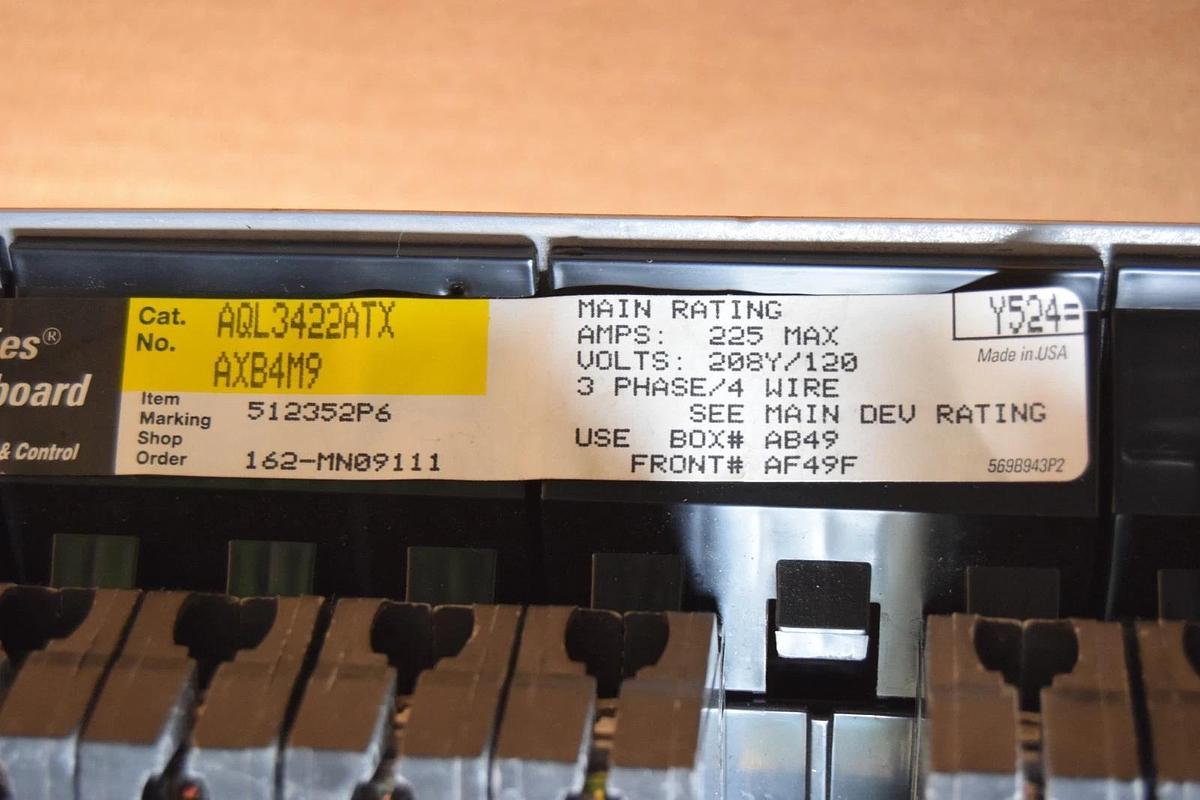 ies®
board
& Control
Cat.
No.
AQL3422ATX
AXB4M9
Item
Marking
512352P6
Shop
Order
162-MN09111
MAIN RATING
AMPS: 225 MAX
VOLTS: 208Y/120
3 PHASE/4 WIRE
SEE MAIN DEV RATING
USE BOX# AB49
FRONT# AF49F
Y524=
Made in USA
569B943P2